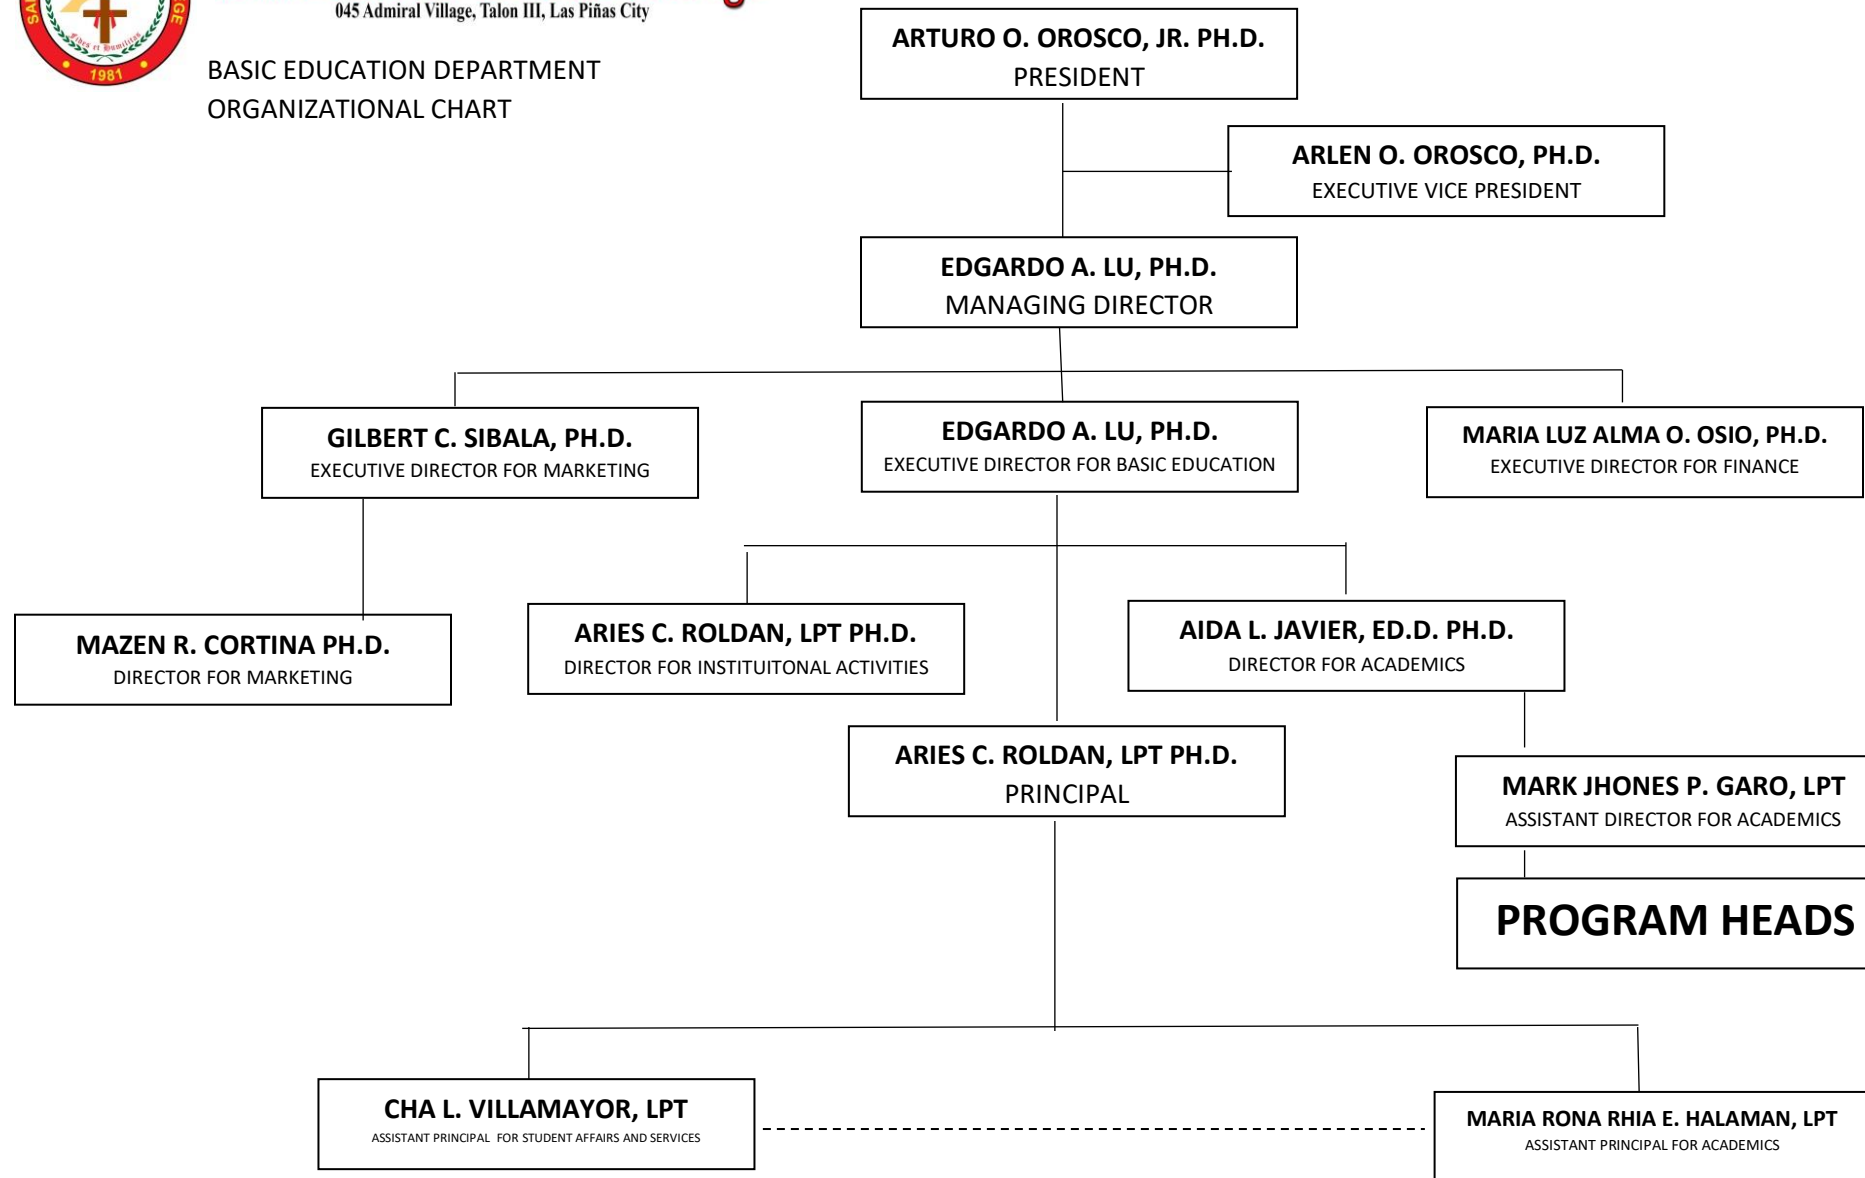 SA
GE
Fides et Humilitas
1981
045 Admiral Village, Talon III, Las Piñas City
BASIC EDUCATION DEPARTMENT
ORGANIZATIONAL CHART
ARTURO O. OROSCO, JR. PH.D.
PRESIDENT
ARLEN O. OROSCO, PH.D.
EXECUTIVE VICE PRESIDENT
EDGARDO A. LU, PH.D.
MANAGING DIRECTOR
GILBERT C. SIBALA, PH.D.
EXECUTIVE DIRECTOR FOR MARKETING
EDGARDO A. LU, PH.D.
EXECUTIVE DIRECTOR FOR BASIC EDUCATION
MARIA LUZ ALMA O. OSIO, PH.D.
EXECUTIVE DIRECTOR FOR FINANCE
MAZEN R. CORTINA PH.D.
DIRECTOR FOR MARKETING
ARIES C. ROLDAN, LPT PH.D.
DIRECTOR FOR INSTITUITONAL ACTIVITIES
AIDA L. JAVIER, ED.D. PH.D.
DIRECTOR FOR ACADEMICS
ARIES C. ROLDAN, LPT PH.D.
PRINCIPAL
MARK JHONES P. GARO, LPT
ASSISTANT DIRECTOR FOR ACADEMICS
PROGRAM HEADS
CHA L. VILLAMAYOR, LPT
ASSISTANT PRINCIPAL FOR STUDENT AFFAIRS AND SERVICES
MARIA RONA RHIA E. HALAMAN, LPT
ASSISTANT PRINCIPAL FOR ACADEMICS